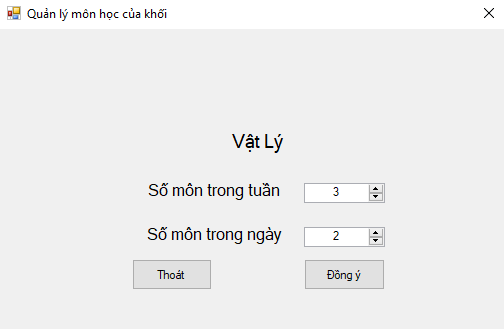 Quản lý môn học của khối
Vật Lý
Số môn trong tuần 3
Số môn trong ngày 2
Thoát Đồng ý